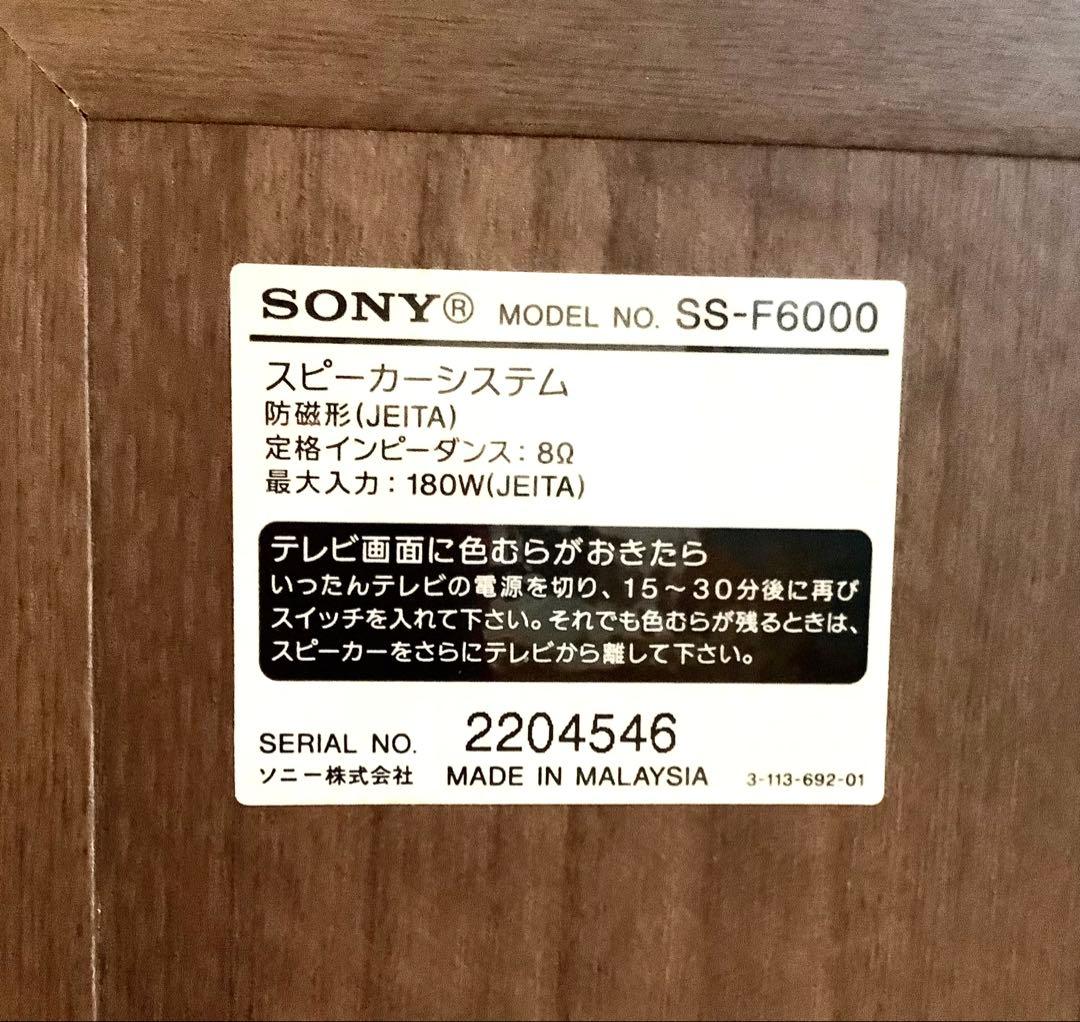 SONY® MODEL NO. SS-F6000
スピーカーシステム
防磁形(JEITA)
定格インピーダンス: 8Ω
最大入力: 180W(JEITA)
テレビ画面に色むらがおきたら
いったんテレビの電源を切り、15～30分後に再び
スイッチを入れて下さい。それでも色むらが残るときは、
スピーカーをさらにテレビから離して下さい。
SERIAL NO. 2204546
ソニー株式会社 MADE IN MALAYSIA 3-113-692-01